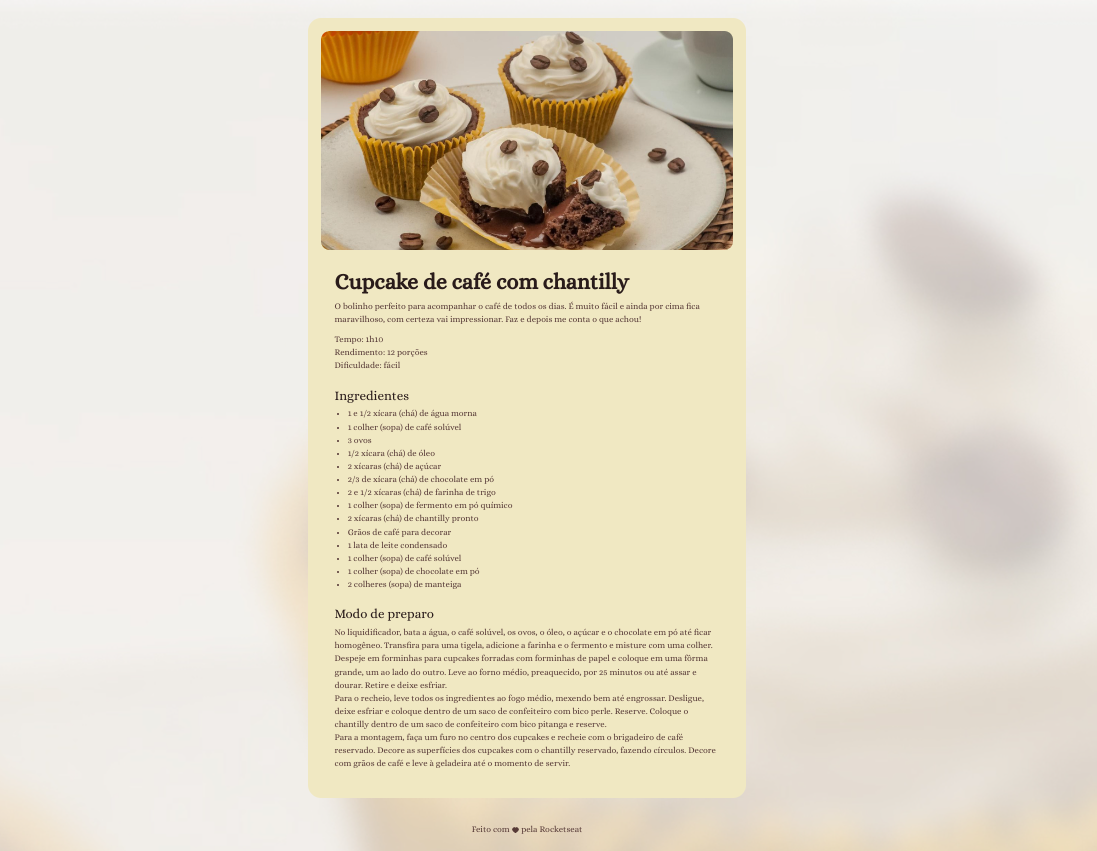 Cupcake de café com chantilly
O bolinho perfeito para acompanhar o café de todos os dias. É muito fácil e ainda por cima fica
maravilhoso, com certeza vai impressionar. Faz e depois me conta o que achou!
Tempo: 1h10
Rendimento: 12 porções
Dificuldade: fácil
Ingredientes
• 1 e 1/2 xícara (chá) de água morna
• 1 colher (sopa) de café solúvel
• 3 ovos
• 1/2 xícara (chá) de óleo
• 2 xícaras (chá) de açúcar
• 2/3 de xícara (chá) de chocolate em pó
• 2 e 1/2 xícaras (chá) de farinha de trigo
• 1 colher (sopa) de fermento em pó químico
• 2 xícaras (chá) de chantilly pronto
• Grãos de café para decorar
• 1 lata de leite condensado
• 1 colher (sopa) de café solúvel
• 1 colher (sopa) de chocolate em pó
• 2 colheres (sopa) de manteiga
Modo de preparo
No liquidificador, bata a água, o café solúvel, os ovos, o óleo, o açúcar e o chocolate em pó até ficar
homogêneo. Transfira para uma tigela, adicione a farinha e o fermento e misture com uma colher.
Despeje em forminhas para cupcakes forradas com forminhas de papel e coloque em uma fôrma
grande, um ao lado do outro. Leve ao forno médio, preaquecido, por 25 minutos ou até assar e
dourar. Retire e deixe esfriar.
Para o recheio, leve todos os ingredientes ao fogo médio, mexendo bem até engrossar. Desligue,
deixe esfriar e coloque dentro de um saco de confeiteiro com bico perle. Reserve. Coloque o
chantilly dentro de um saco de confeiteiro com bico pitanga e reserve.
Para a montagem, faça um furo no centro dos cupcakes e recheie com o brigadeiro de café
reservado. Decore as superfícies dos cupcakes com o chantilly reservado, fazendo círculos. Decore
com grãos de café e leve à geladeira até o momento de servir.
Feito com ♥ pela Rocketseat